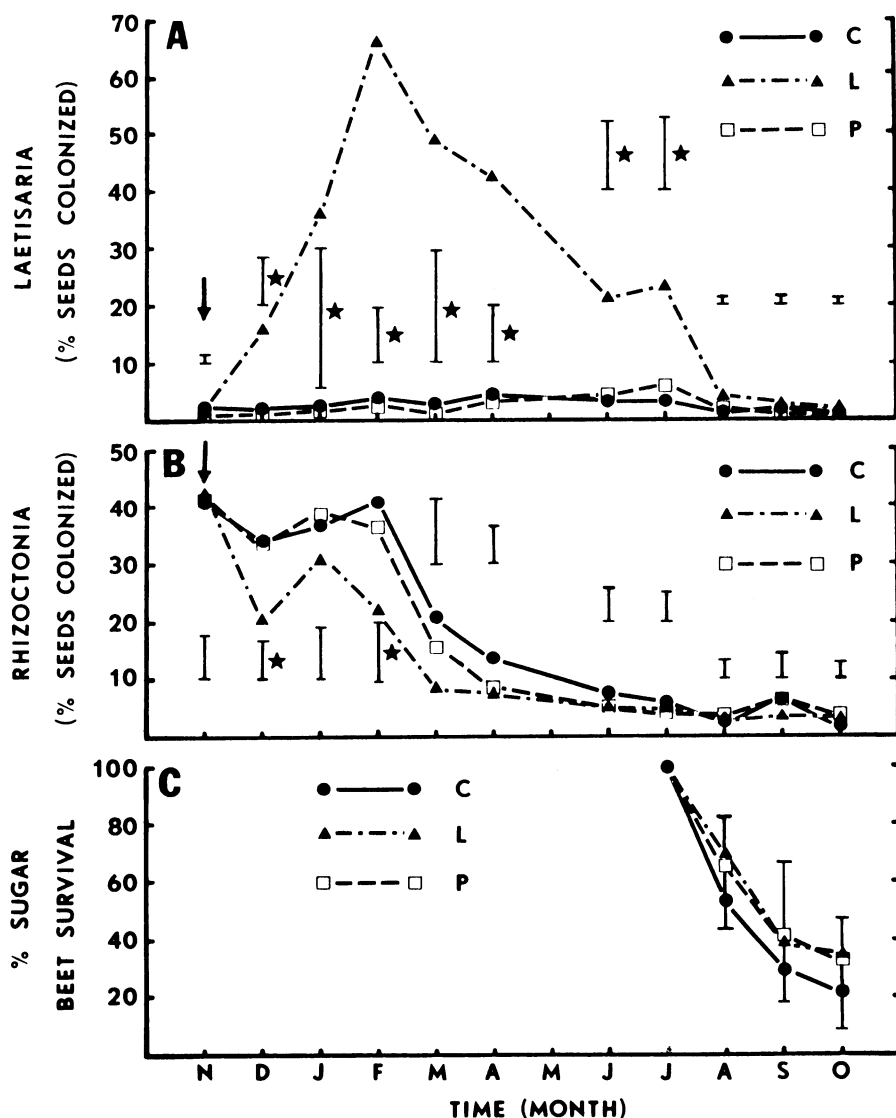 A
70
60
50
40
30
20
10
LAETISARIA
(% SEEDS COLONIZED)
C
L
P
B
50
40
30
20
10
RHIZOCTONIA
(% SEEDS COLONIZED)
C
L
P
C
100
80
60
40
20
% SUGAR
BEET SURVIVAL
C
L
P
N D J F M A M J J A S O
TIME (MONTH)